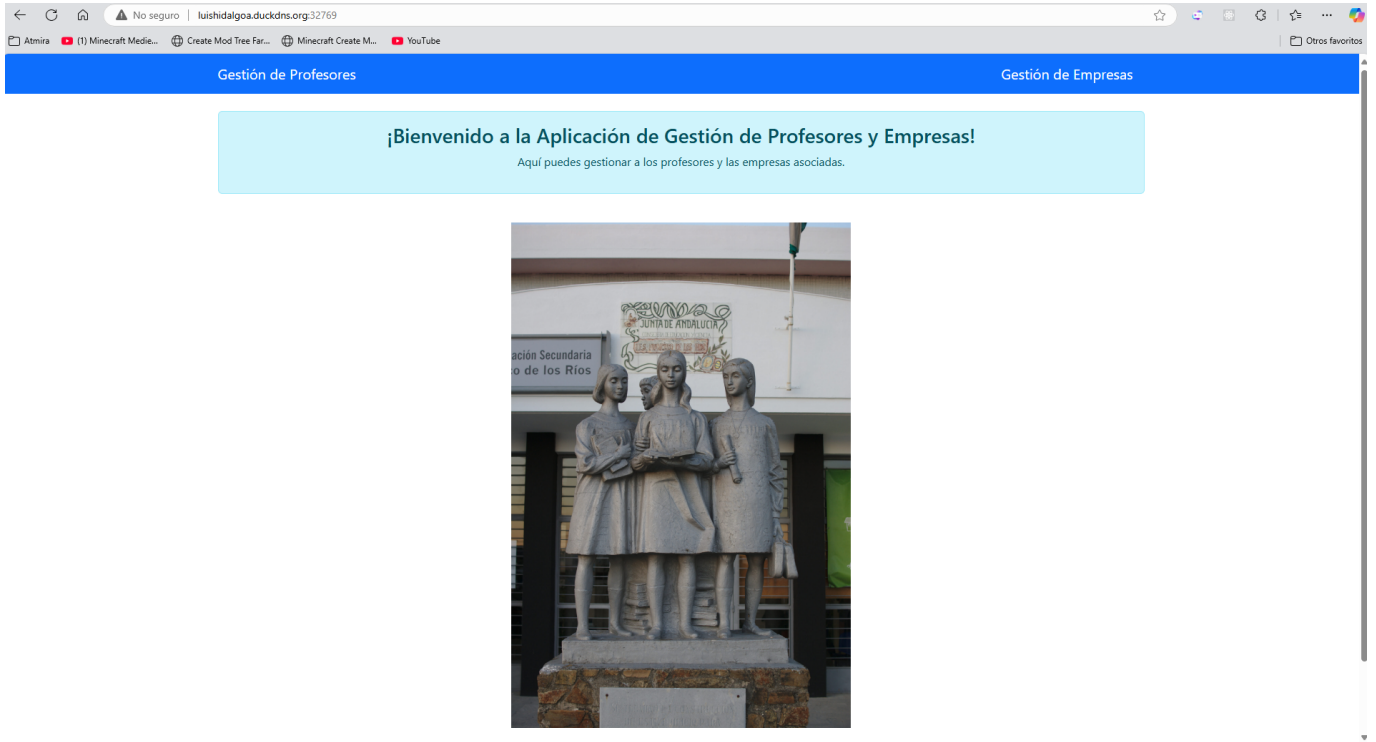 No seguro
luishidalgoa.duckdns.org:32769
Atmira
(1) Minecraft Medie...
Create Mod Tree Far...
Minecraft Create M...
YouTube
Otros favoritos
Gestión de Profesores
Gestión de Empresas
¡Bienvenido a la Aplicación de Gestión de Profesores y Empresas!
Aquí puedes gestionar a los profesores y las empresas asociadas.
JUNTA DE ANDALUCIA
ación Secundaria
o de los Ríos